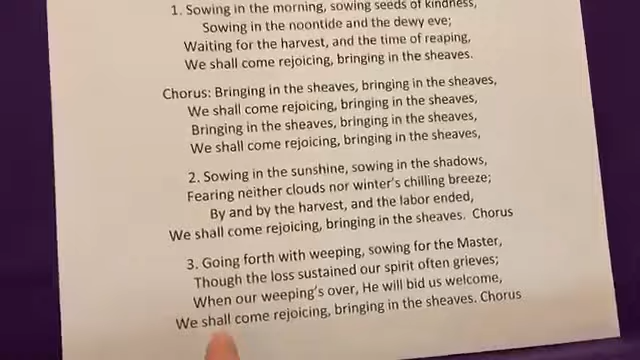 1. Sowing in the morning, sowing seeds of kindness,
Sowing in the noontide and the dewy eve;
Waiting for the harvest, and the time of reaping,
We shall come rejoicing, bringing in the sheaves.
Chorus: Bringing in the sheaves, bringing in the sheaves,
We shall come rejoicing, bringing in the sheaves,
Bringing in the sheaves, bringing in the sheaves,
We shall come rejoicing, bringing in the sheaves,
2. Sowing in the sunshine, sowing in the shadows,
Fearing neither clouds nor winter's chilling breeze;
By and by the harvest, and the labor ended,
We shall come rejoicing, bringing in the sheaves. Chorus
3. Going forth with weeping, sowing for the Master,
Though the loss sustained our spirit often grieves;
When our weeping's over, He will bid us welcome,
We shall come rejoicing, bringing in the sheaves. Chorus